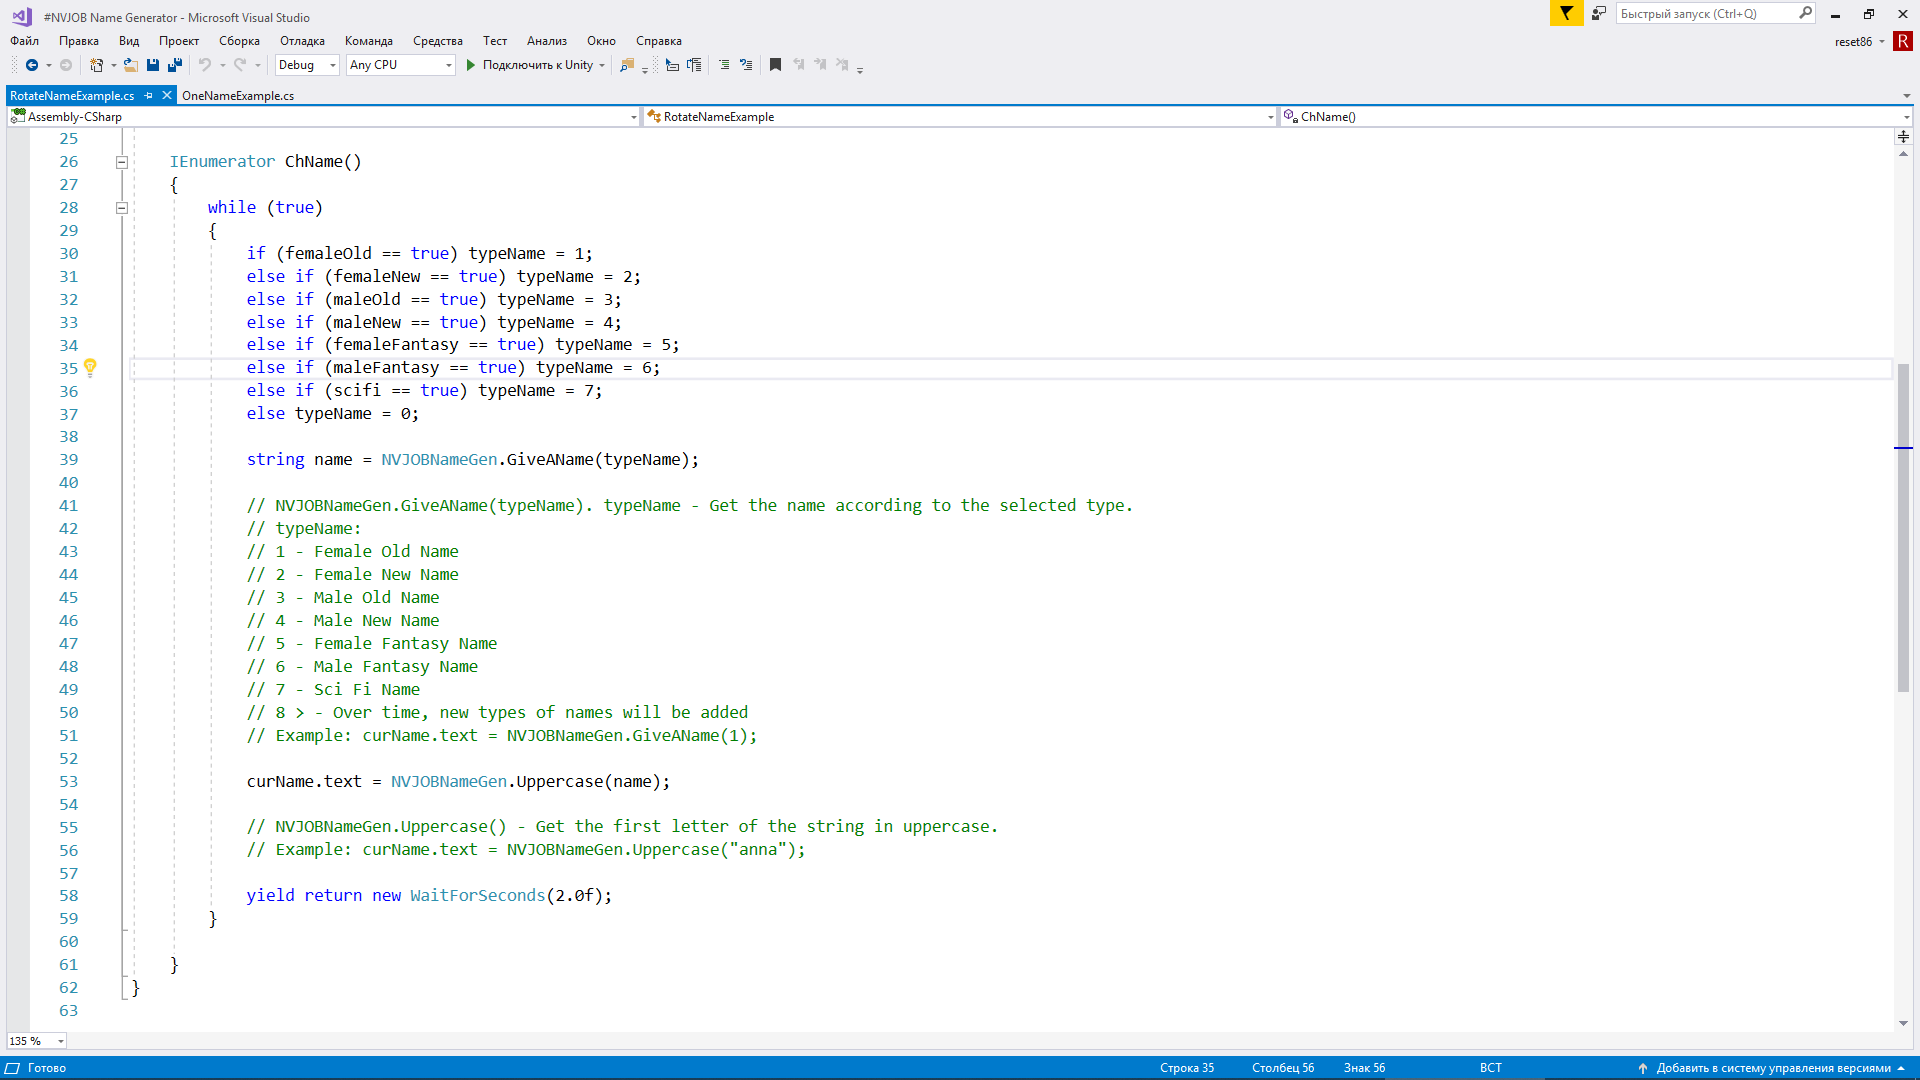 #NVJOB Name Generator - Microsoft Visual Studio
Быстрый запуск (Ctrl+Q)
Файл Правка Вид Проект Сборка Отладка Команда Средства Тест Анализ Окно Справка
reset86 R
Debug Any CPU Подключить к Unity
RotateNameExample.cs OneNameExample.cs
Assembly-CSharp RotateNameExample ChName()
25
26 IEnumerator ChName()
27 {
28 while (true)
29 {
30 if (femaleOld == true) typeName = 1;
31 else if (femaleNew == true) typeName = 2;
32 else if (maleOld == true) typeName = 3;
33 else if (maleNew == true) typeName = 4;
34 else if (femaleFantasy == true) typeName = 5;
35 else if (maleFantasy == true) typeName = 6;
36 else if (scifi == true) typeName = 7;
37 else typeName = 0;
38
39 string name = NVJOBNameGen.GiveAName(typeName);
40
41 // NVJOBNameGen.GiveAName(typeName). typeName - Get the name according to the selected type.
42 // typeName:
43 // 1 - Female Old Name
44 // 2 - Female New Name
45 // 3 - Male Old Name
46 // 4 - Male New Name
47 // 5 - Female Fantasy Name
48 // 6 - Male Fantasy Name
49 // 7 - Sci Fi Name
50 // 8 > - Over time, new types of names will be added
51 // Example: curName.text = NVJOBNameGen.GiveAName(1);
52
53 curName.text = NVJOBNameGen.Uppercase(name);
54
55 // NVJOBNameGen.Uppercase() - Get the first letter of the string in uppercase.
56 // Example: curName.text = NVJOBNameGen.Uppercase("anna");
57
58 yield return new WaitForSeconds(2.0f);
59 }
60
61 }
62 }
63
135 %
Готово Строка 35 Столбец 56 Знак 56 ВСТ Добавить в систему управления версиями